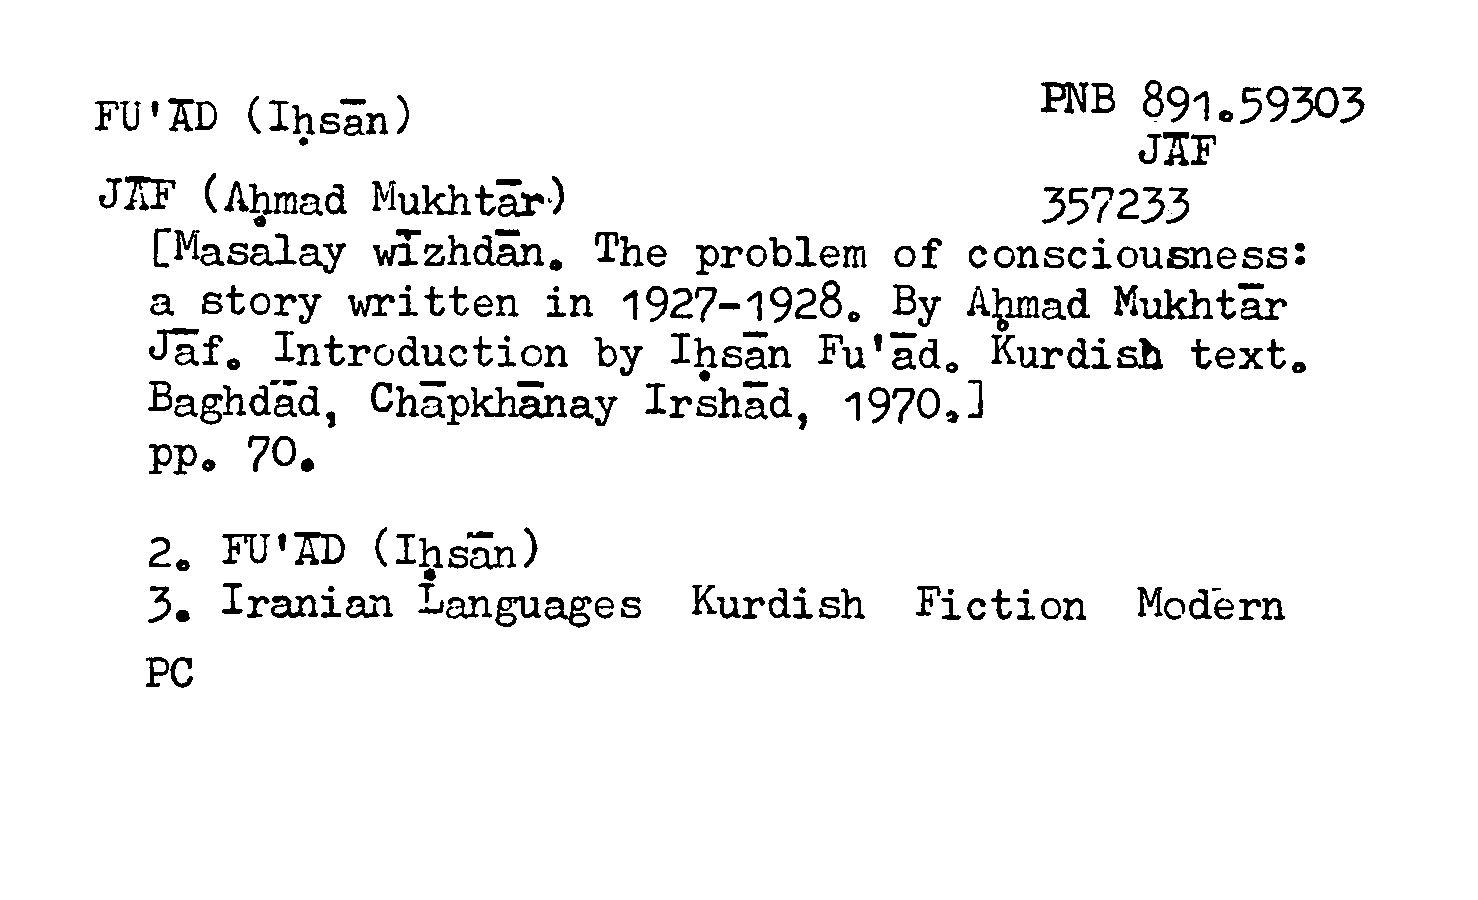 FU'ĀD (Iḥsān)
PNB 891.59303
JĀF
JĀF (Aḥmad Mukhtār)
357233
[Masalay wīzhdān. The problem of consciousness:
a story written in 1927-1928. By Aḥmad Mukhtār
Jāf. Introduction by Iḥsān Fu'ād. Kurdish text.
Baghdād, Chāpkhānay Irshād, 1970.]
pp. 70.
2. FU'ĀD (Iḥsān)
3. Iranian Languages Kurdish Fiction Modern
PC